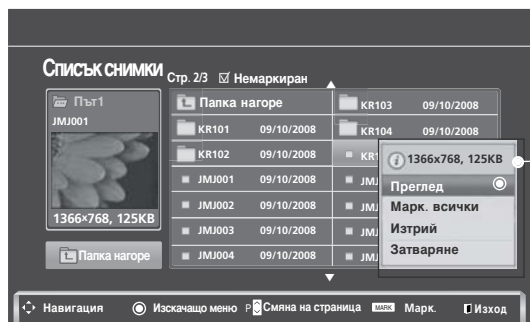 Списък снимки Стр. 2/3 Немаркиран
Път1
JMJ001
1366×768, 125KB
Папка нагоре
Папка нагоре
KR101 09/10/2008
KR102 09/10/2008
JMJ001 09/10/2008
JMJ002 09/10/2008
JMJ003 09/10/2008
JMJ004 09/10/2008
KR103 09/10/2008
KR104 09/10/2008
1366x768, 125KB
Преглед
Марк. всички
Изтрий
Затваряне
Навигация Изскачащо меню P Смяна на страница MARK Марк. Изход